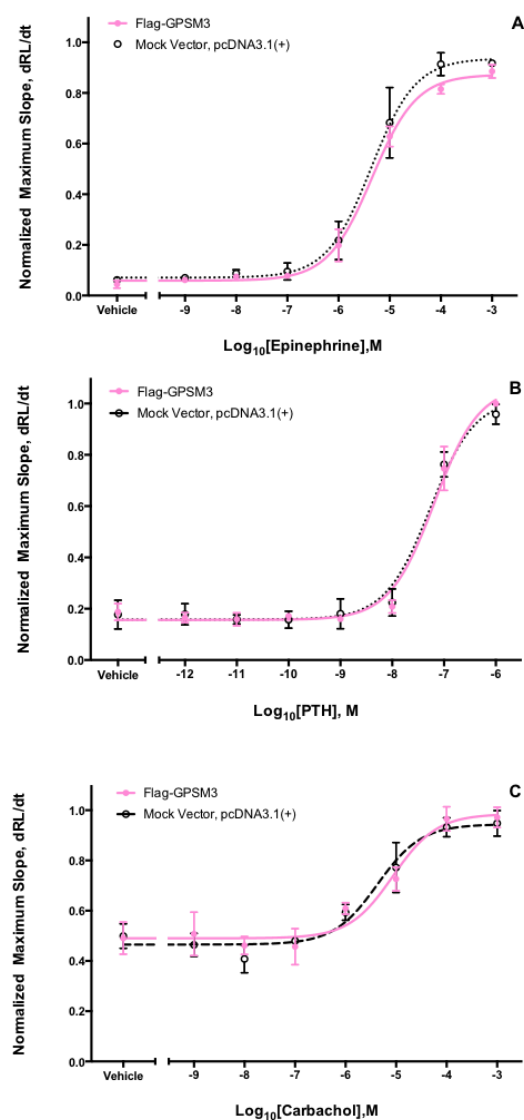 A
Flag-GPSM3
Mock Vector, pcDNA3.1(+)
Normalized Maximum Slope, dRL/dt
1.0
0.8
0.6
0.4
0.2
0.0
Vehicle -9 -8 -7 -6 -5 -4 -3
Log10[Epinephrine],M
B
Flag-GPSM3
Mock Vector, pcDNA3.1(+)
Normalized Maximum Slope, dRL/dt
1.0
0.8
0.6
0.4
0.2
0.0
Vehicle -12 -11 -10 -9 -8 -7 -6
Log10[PTH], M
C
Flag-GPSM3
Mock Vector, pcDNA3.1(+)
Normalized Maximum Slope, dRL/dt
1.0
0.8
0.6
0.4
0.2
0.0
Vehicle -9 -8 -7 -6 -5 -4 -3
Log10[Carbachol],M